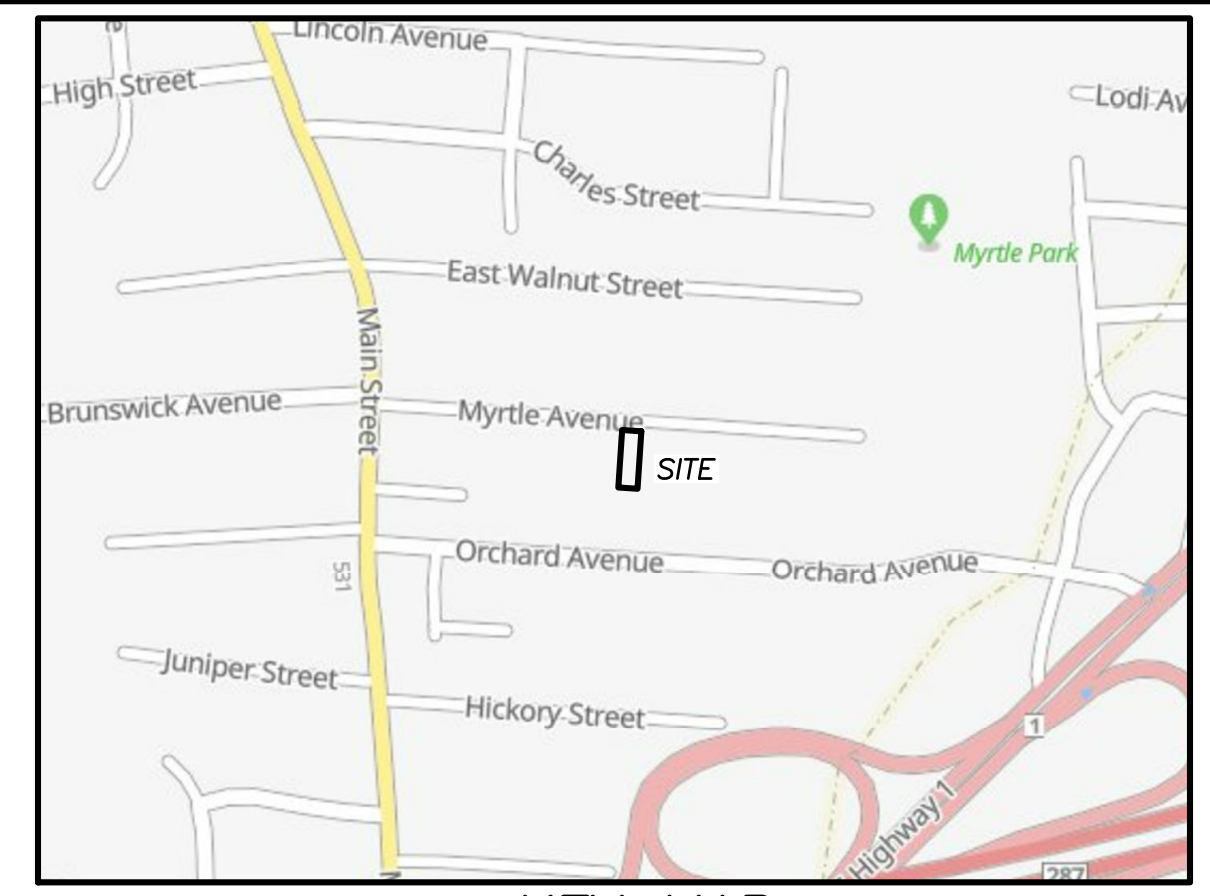 Lincoln Avenue
High Street
Lodi Av
Charles Street
Myrtle Park
East Walnut Street
Main Street
Brunswick Avenue
Myrtle Avenue
SITE
Orchard Avenue
Orchard Avenue
531
Juniper Street
Hickory Street
1
Highway 1
287